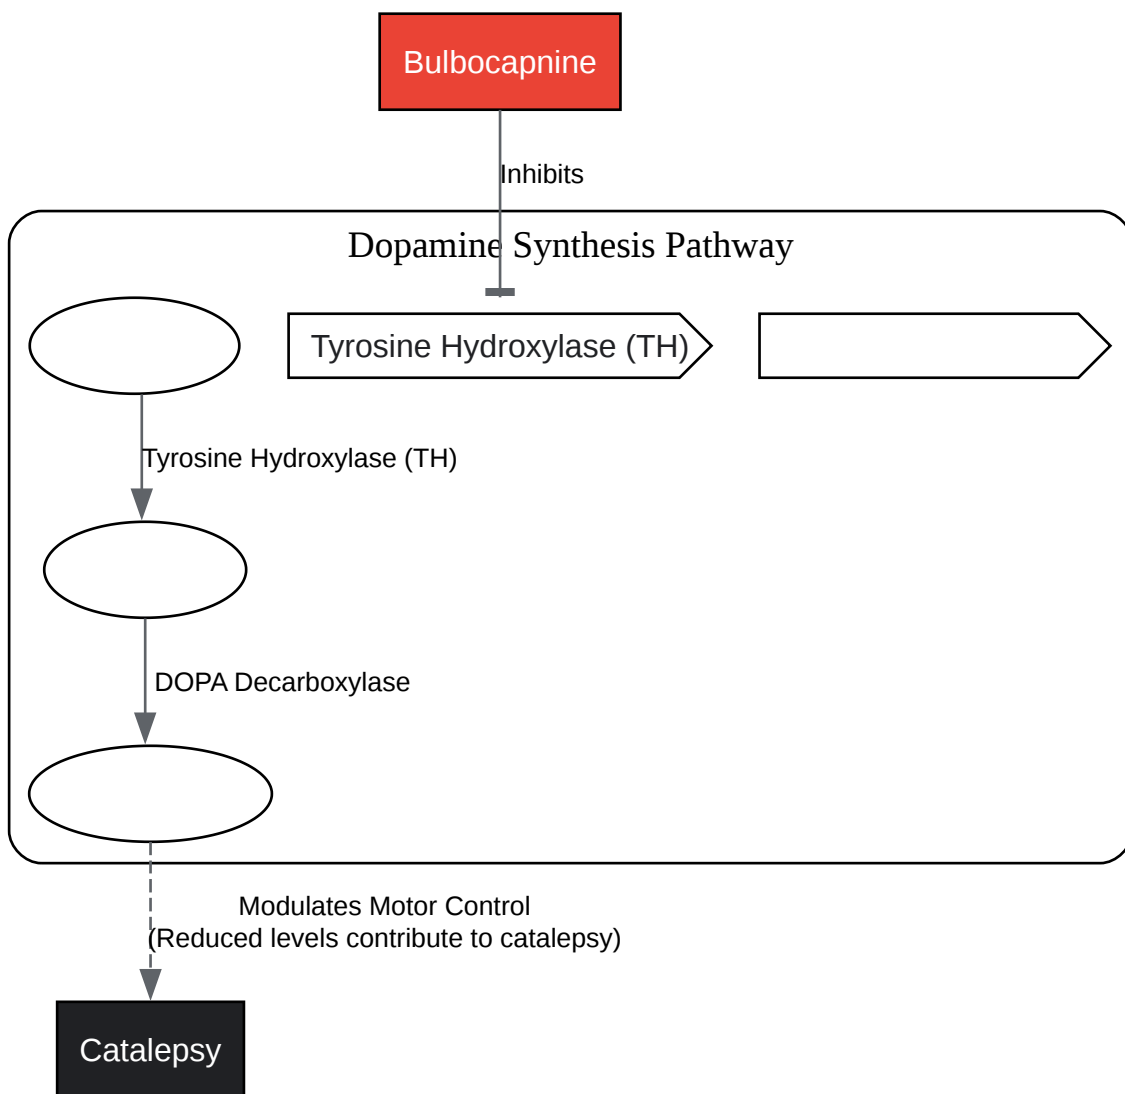 Bulbocapnine
Inhibits
Dopamine Synthesis Pathway
Tyrosine Hydroxylase (TH)
Tyrosine Hydroxylase (TH)
DOPA Decarboxylase
Modulates Motor Control
(Reduced levels contribute to catalepsy)
Catalepsy